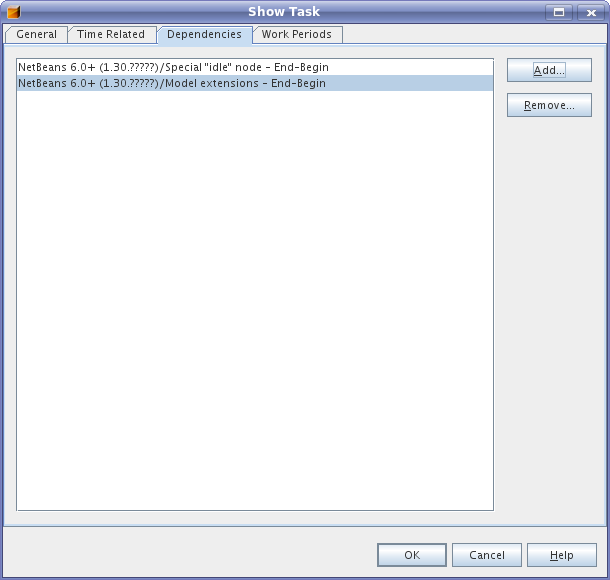 Show Task
General Time Related Dependencies Work Periods
NetBeans 6.0+ (1.30.?????)/Special "idle" node - End-Begin
NetBeans 6.0+ (1.30.?????)/Model extensions - End-Begin
Add...
Remove...
OK Cancel Help